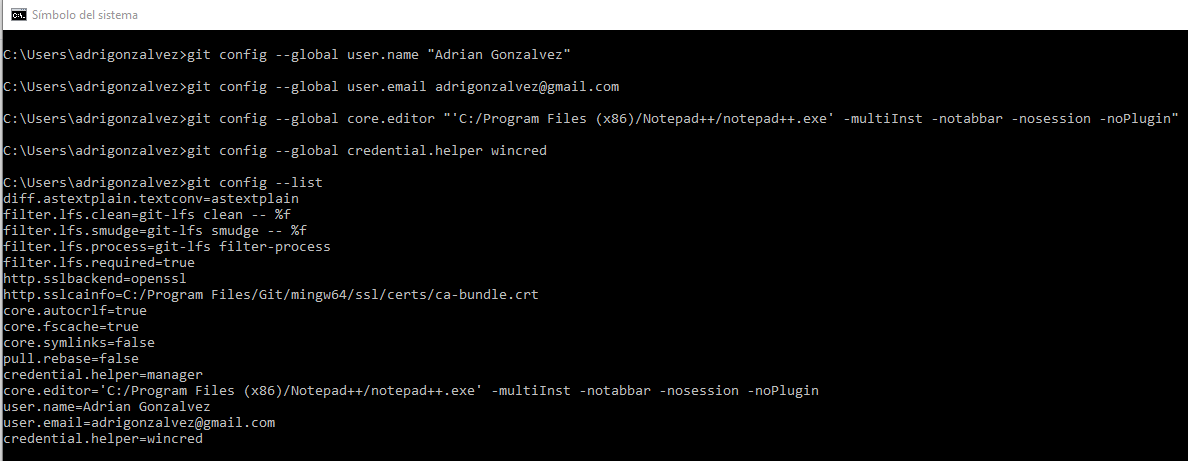 Símbolo del sistema
C:\Users\adrigonzalvez>git config --global user.name "Adrian Gonzalvez"
C:\Users\adrigonzalvez>git config --global user.email adrigonzalvez@gmail.com
C:\Users\adrigonzalvez>git config --global core.editor "'C:/Program Files (x86)/Notepad++/notepad++.exe' -multiInst -notabbar -nosession -noPlugin"
C:\Users\adrigonzalvez>git config --global credential.helper wincred
C:\Users\adrigonzalvez>git config --list
diff.astextplain.textconv=astextplain
filter.lfs.clean=git-lfs clean -- %f
filter.lfs.smudge=git-lfs smudge -- %f
filter.lfs.process=git-lfs filter-process
filter.lfs.required=true
http.sslbackend=openssl
http.sslcainfo=C:/Program Files/Git/mingw64/ssl/certs/ca-bundle.crt
core.autocrlf=true
core.fscache=true
core.symlinks=false
pull.rebase=false
credential.helper=manager
core.editor='C:/Program Files (x86)/Notepad++/notepad++.exe' -multiInst -notabbar -nosession -noPlugin
user.name=Adrian Gonzalvez
user.email=adrigonzalvez@gmail.com
credential.helper=wincred